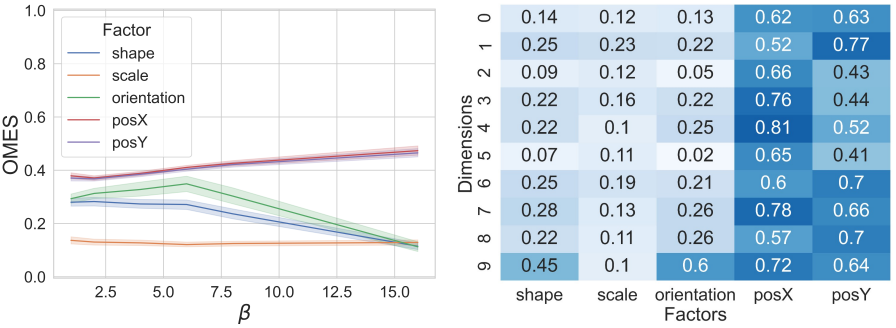 1.0
0.8
0.6
0.4
0.2
0.0
OMES
Factor
shape
scale
orientation
posX
posY
2.5 5.0 7.5 10.0 12.5 15.0
β
Dimensions
0 0.14 0.12 0.13 0.62 0.63
1 0.25 0.23 0.22 0.52 0.77
2 0.09 0.12 0.05 0.66 0.43
3 0.22 0.16 0.22 0.76 0.44
4 0.22 0.1 0.25 0.81 0.52
5 0.07 0.11 0.02 0.65 0.41
6 0.25 0.19 0.21 0.6 0.7
7 0.28 0.13 0.26 0.78 0.66
8 0.22 0.11 0.26 0.57 0.7
9 0.45 0.1 0.6 0.72 0.64
shape scale orientation posX posY
Factors